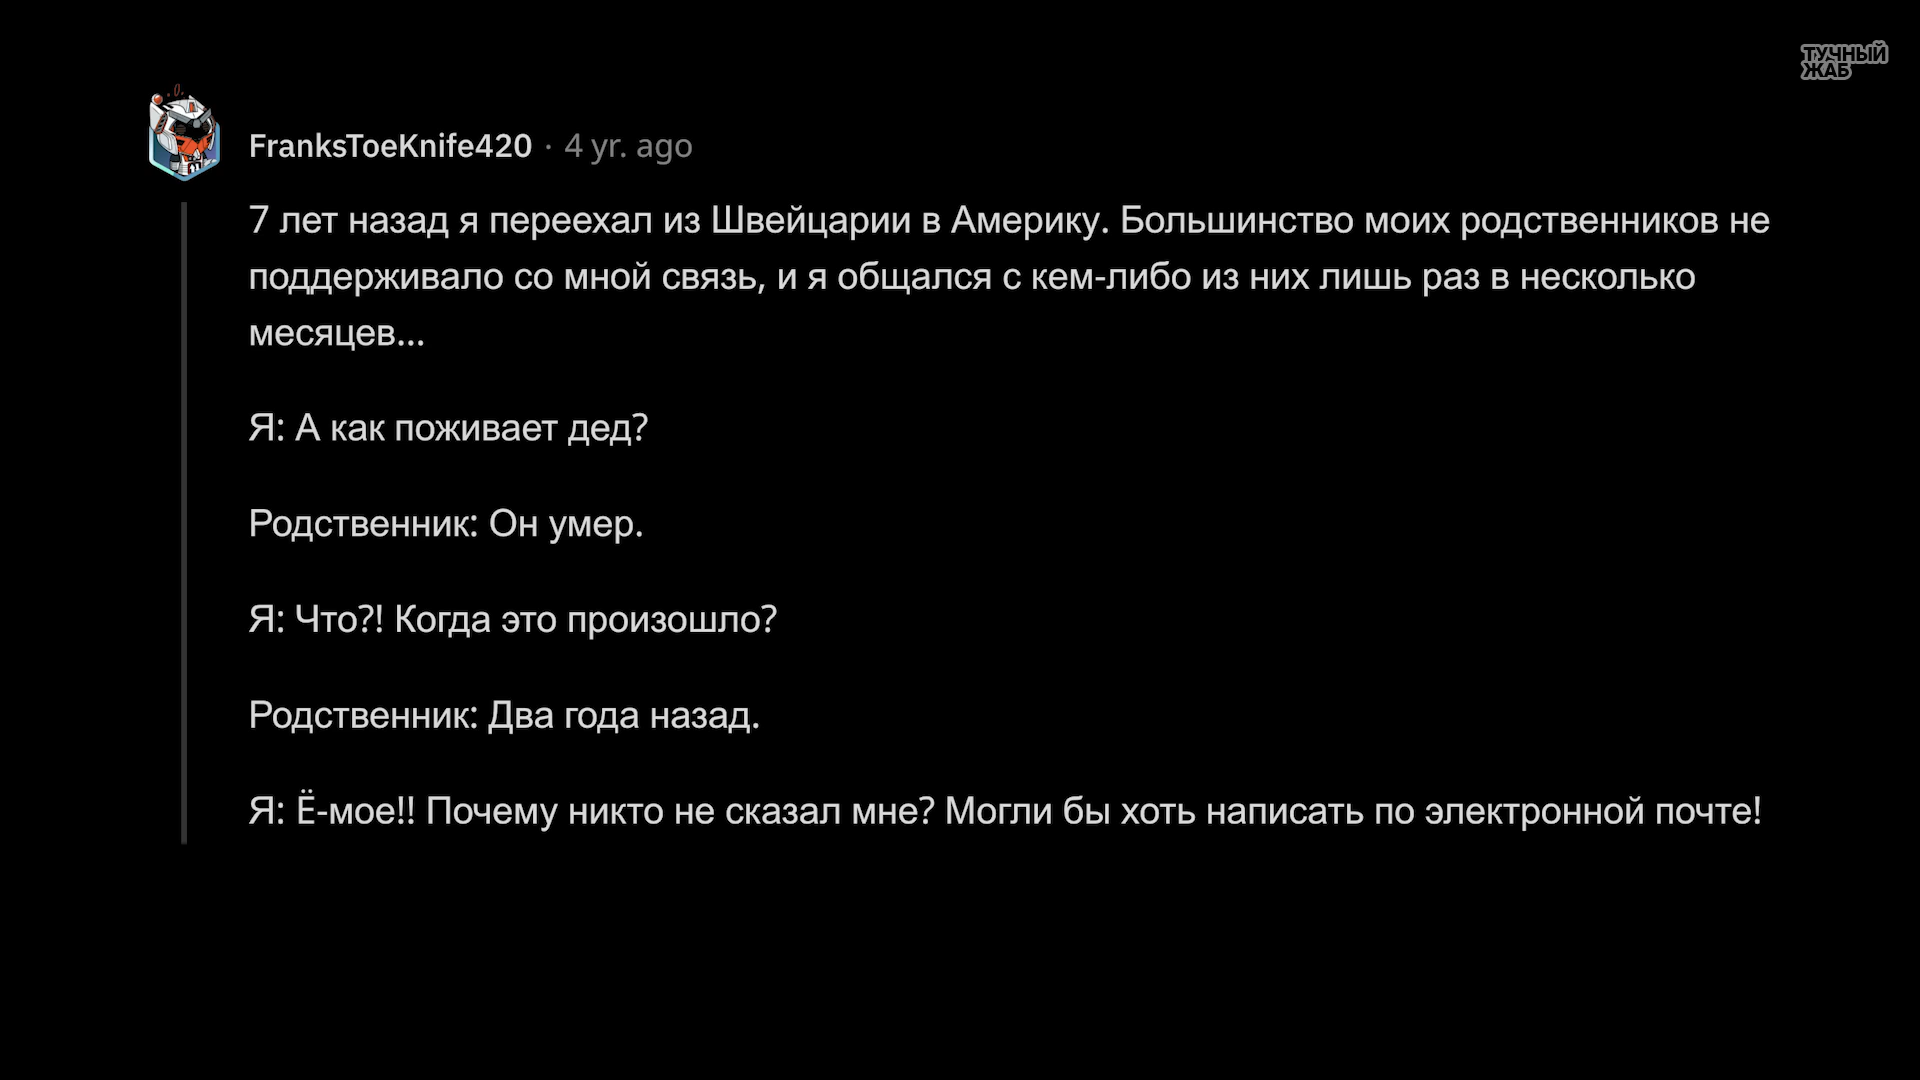 ТУЧНЫЙ
ЖАБ
FranksToeKnife420 · 4 yr. ago
7 лет назад я переехал из Швейцарии в Америку. Большинство моих родственников не
поддерживало со мной связь, и я общался с кем-либо из них лишь раз в несколько
месяцев...
Я: А как поживает дед?
Родственник: Он умер.
Я: Что?! Когда это произошло?
Родственник: Два года назад.
Я: Ё-мое!! Почему никто не сказал мне? Могли бы хоть написать по электронной почте!